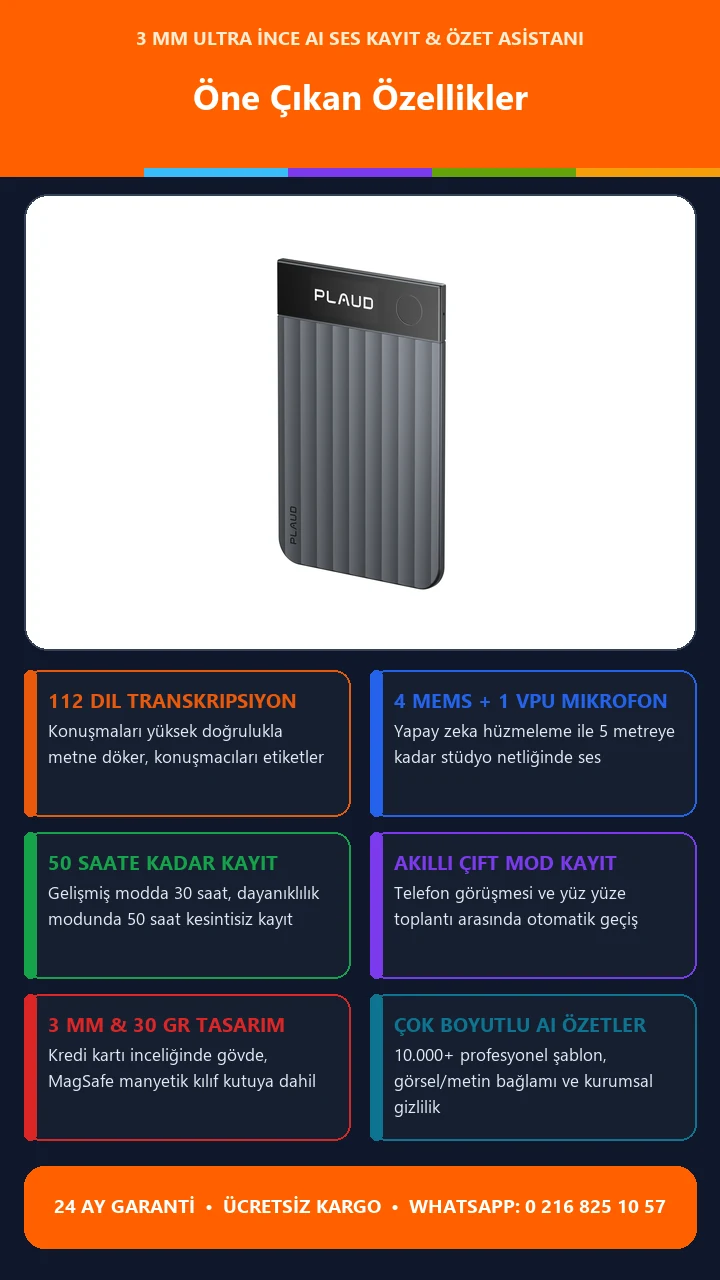 3 MM ULTRA İNCE AI SES KAYIT & ÖZET ASİSTANI
Öne Çıkan Özellikler
PLAUD
PLAUD
112 DIL TRANSKRIPSIYON
Konuşmaları yüksek doğrulukla
metne döker, konuşmacıları etiketler
4 MEMS + 1 VPU MIKROFON
Yapay zeka hüzmeleme ile 5 metreye
kadar stüdyo netliğinde ses
50 SAATE KADAR KAYIT
Gelişmiş modda 30 saat, dayanıklılık
modunda 50 saat kesintisiz kayıt
AKILLI ÇIFT MOD KAYIT
Telefon görüşmesi ve yüz yüze
toplantı arasında otomatik geçiş
3 MM & 30 GR TASARIM
Kredi kartı inceliğinde gövde,
MagSafe manyetik kılıf kutuya dahil
ÇOK BOYUTLU AI ÖZETLER
10.000+ profesyonel şablon,
görsel/metin bağlamı ve kurumsal
gizlilik
24 AY GARANTİ • ÜCRETSİZ KARGO • WHATSAPP: 0 216 825 10 57